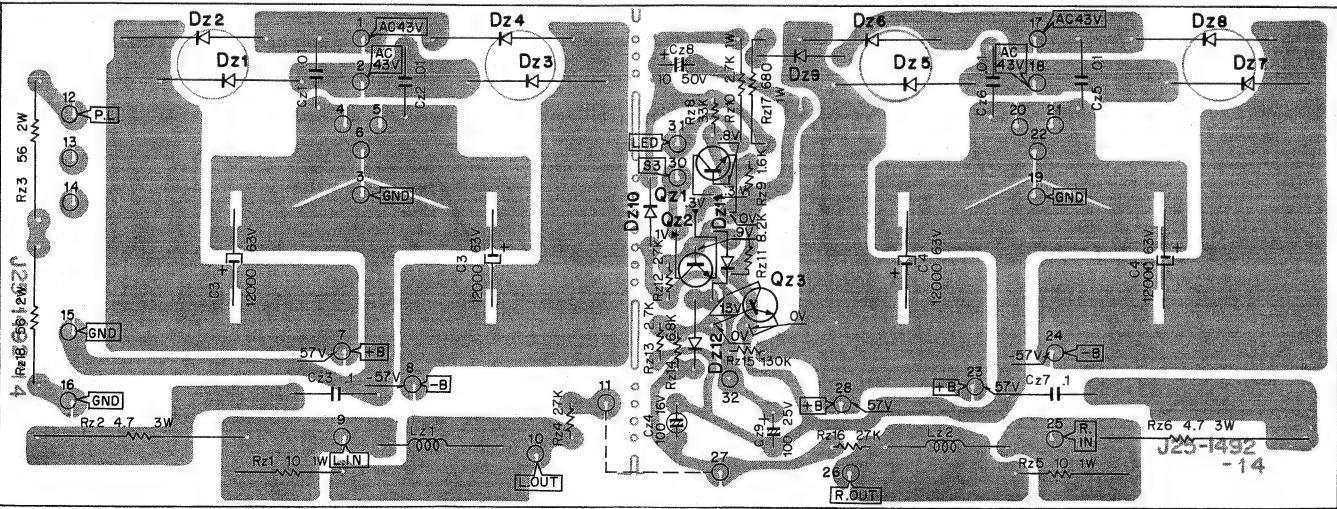 Dz2
Dz4
1
AC43V
Dz1
Dz3
2
AC
43V
Cz1 .01
Cz2 .01
12
P.L
4
5
6
13
14
3
GND
Rz3 56 2W
Rz18 56 2W
C3 12000 63V
C3 12000 63V
15
GND
7
57V
+B
16
GND
Cz3 .1
-57V
8
-B
Rz2 4.7 3W
9
L.IN
Lz1
Rz1 10 1W
10
L.OUT
Rz4 2.7K
11
Cz8
10 50V
Rz10 2.7K 1W
Rz17 680 1W
Rz8 33K
Dz9
LED
31
.8V
S3
30
Rz9 1.6K
Qz1
.3V
Qz2
Dz10
Dz11
0V
.9V
1V
Rz12 2.7K
Rz11 8.2K
Qz3
0V
0V
Rz13 2.7K
Rz14 6.8K
Dz12
Rz15 130K
32
Cz4
100 16V
Cz9
100 25V
27
28
+B
57V
Rz16 27K
26
R.OUT
Lz2
Dz6
Dz8
17
AC43V
Dz5
Dz7
18
AC
43V
Cz6 .01
Cz5 .01
20
21
22
19
GND
C4 12000 63V
C4 12000 63V
24
-57V
-B
23
+B
57V
Cz7 .1
25
R.
IN
Rz6 4.7 3W
Rz5 10 1W
J25-1492
-14